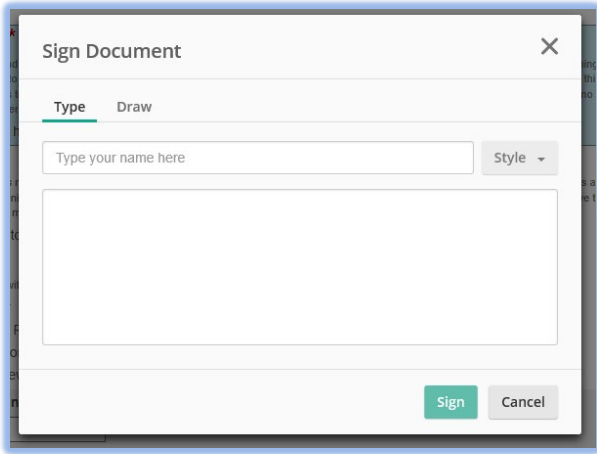 Sign Document
Type Draw
Type your name here
Style
Sign Cancel